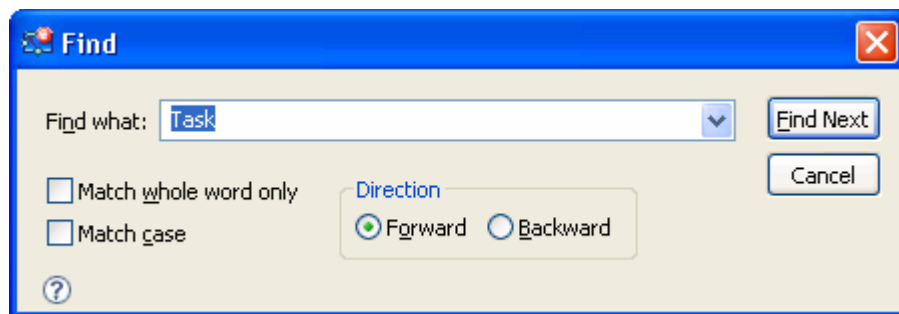 Find
Find what: Task
Find Next
Cancel
Match whole word only
Match case
Direction
Forward Backward
?